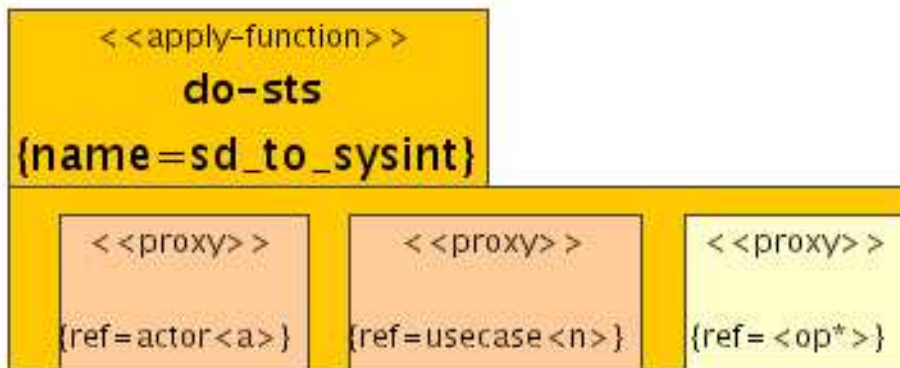 <<apply-function>>
do-sts
{name=sd_to_sysint}
<<proxy>> <<proxy>> <<proxy>>
{ref=actor<a>} {ref=usecase<n>} {ref=<op*>}